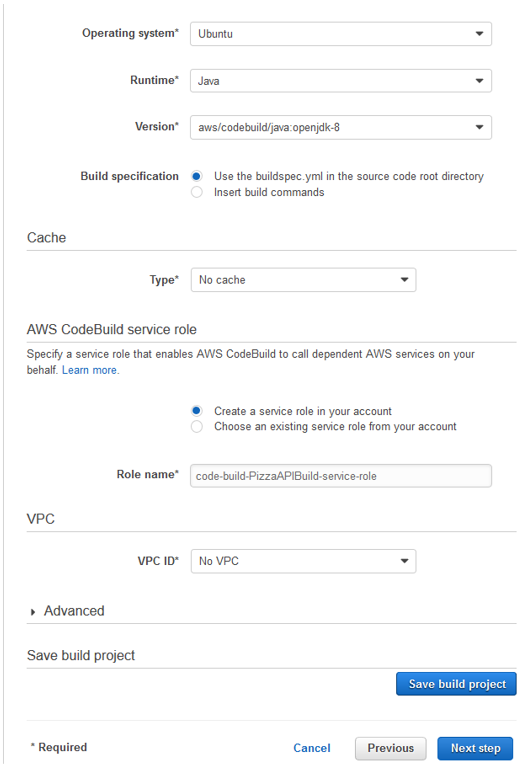 Operating system* Ubuntu
Runtime* Java
Version* aws/codebuild/java:openjdk-8
Build specification Use the buildspec.yml in the source code root directory
Insert build commands
Cache
Type* No cache
AWS CodeBuild service role
Specify a service role that enables AWS CodeBuild to call dependent AWS services on your
behalf. Learn more.
Create a service role in your account
Choose an existing service role from your account
Role name* code-build-PizzaAPIBuild-service-role
VPC
VPC ID* No VPC
Advanced
Save build project
Save build project
* Required Cancel Previous Next step